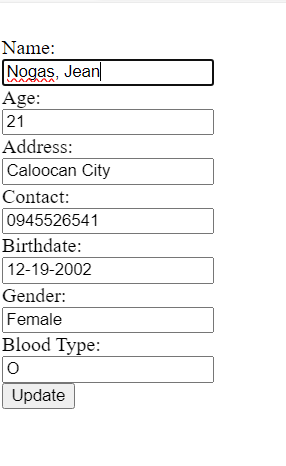 Name:
Nogas, Jean
Age:
21
Address:
Caloocan City
Contact:
0945526541
Birthdate:
12-19-2002
Gender:
Female
Blood Type:
O
Update